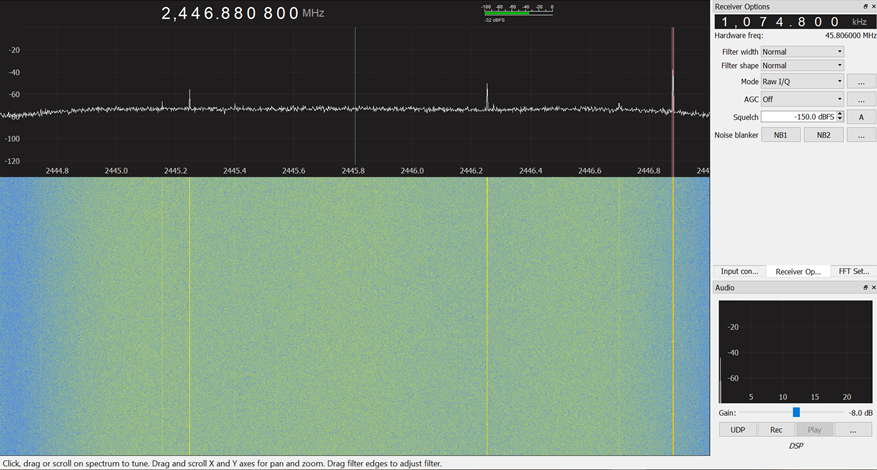 2,446.880 800 MHz
-100 -80 -60 -40 -20 0
-32 dBFS
-20
-40
-60
-80
-100
-120
2444.8 2445.0 2445.2 2445.4 2445.6 2445.8 2446.0 2446.2 2446.4 2446.6 2446.8 2447
Receiver Options
1,074.800 kHz
Hardware freq: 45.806000 MHz
Filter width Normal
Filter shape Normal
Mode Raw I/Q ...
AGC Off ...
Squelch -150.0 dBFS A
Noise blanker NB1 NB2 ...
Input con... Receiver Op... FFT Set...
Audio
-20
-40
-60
5 10 15 20
Gain: -8.0 dB
UDP Rec Play ...
DSP
Click, drag or scroll on spectrum to tune. Drag and scroll X and Y axes for pan and zoom. Drag filter edges to adjust filter.